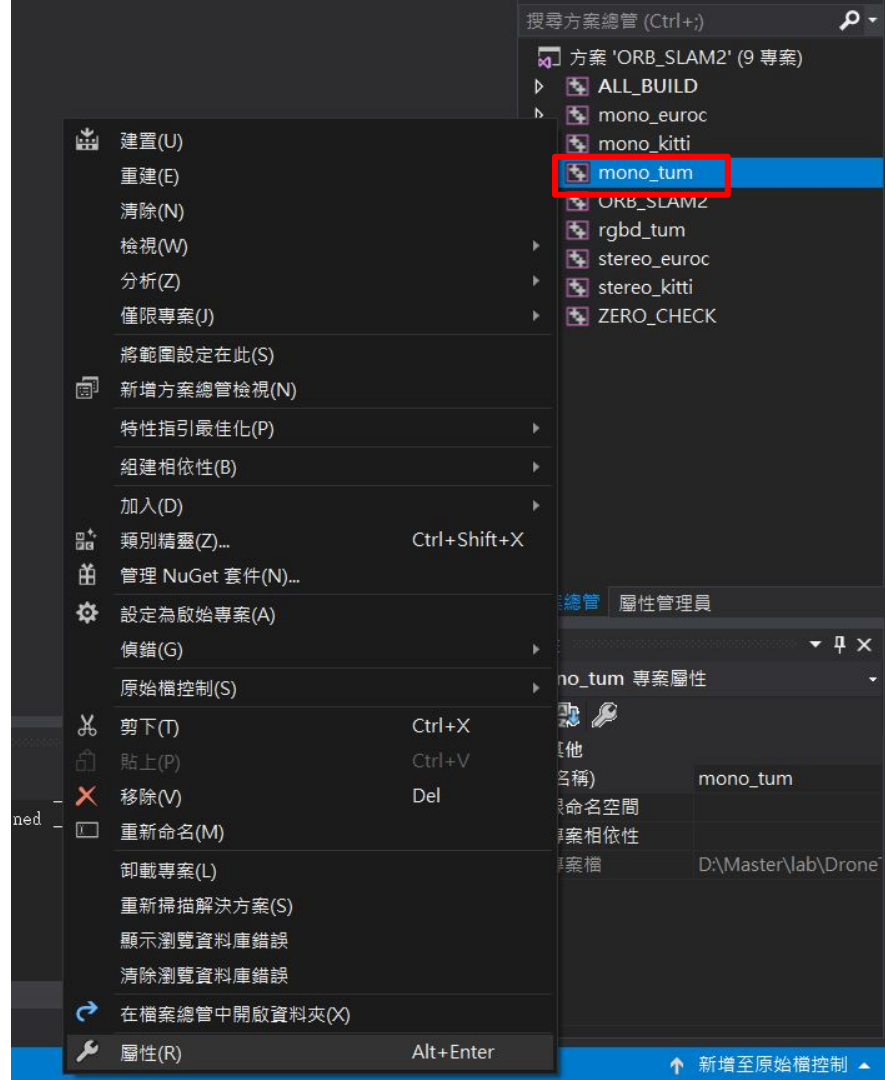 搜尋方案總管 (Ctrl+;)
方案 'ORB_SLAM2' (9 專案)
ALL_BUILD
mono_euroc
mono_kitti
mono_tum
ORB_SLAM2
rgbd_tum
stereo_euroc
stereo_kitti
ZERO_CHECK
建置(U)
重建(E)
清除(N)
檢視(W)
分析(Z)
僅限專案(J)
將範圍設定在此(S)
新增方案總管檢視(N)
特性指引最佳化(P)
組建相依性(B)
加入(D)
類別精靈(Z)... Ctrl+Shift+X
管理 NuGet 套件(N)...
設定為啟始專案(A)
偵錯(G)
原始檔控制(S)
剪下(T) Ctrl+X
貼上(P) Ctrl+V
移除(V) Del
重新命名(M)
卸載專案(L)
重新掃描解決方案(S)
顯示瀏覽資料庫錯誤
清除瀏覽資料庫錯誤
在檔案總管中開啟資料夾(X)
屬性(R) Alt+Enter
總管 屬性管理員
no_tum 專案屬性
其他
名稱) mono_tum
命名空間
專案相依性
專案檔 D:\Master\lab\Drone
ned _
新增至原始檔控制